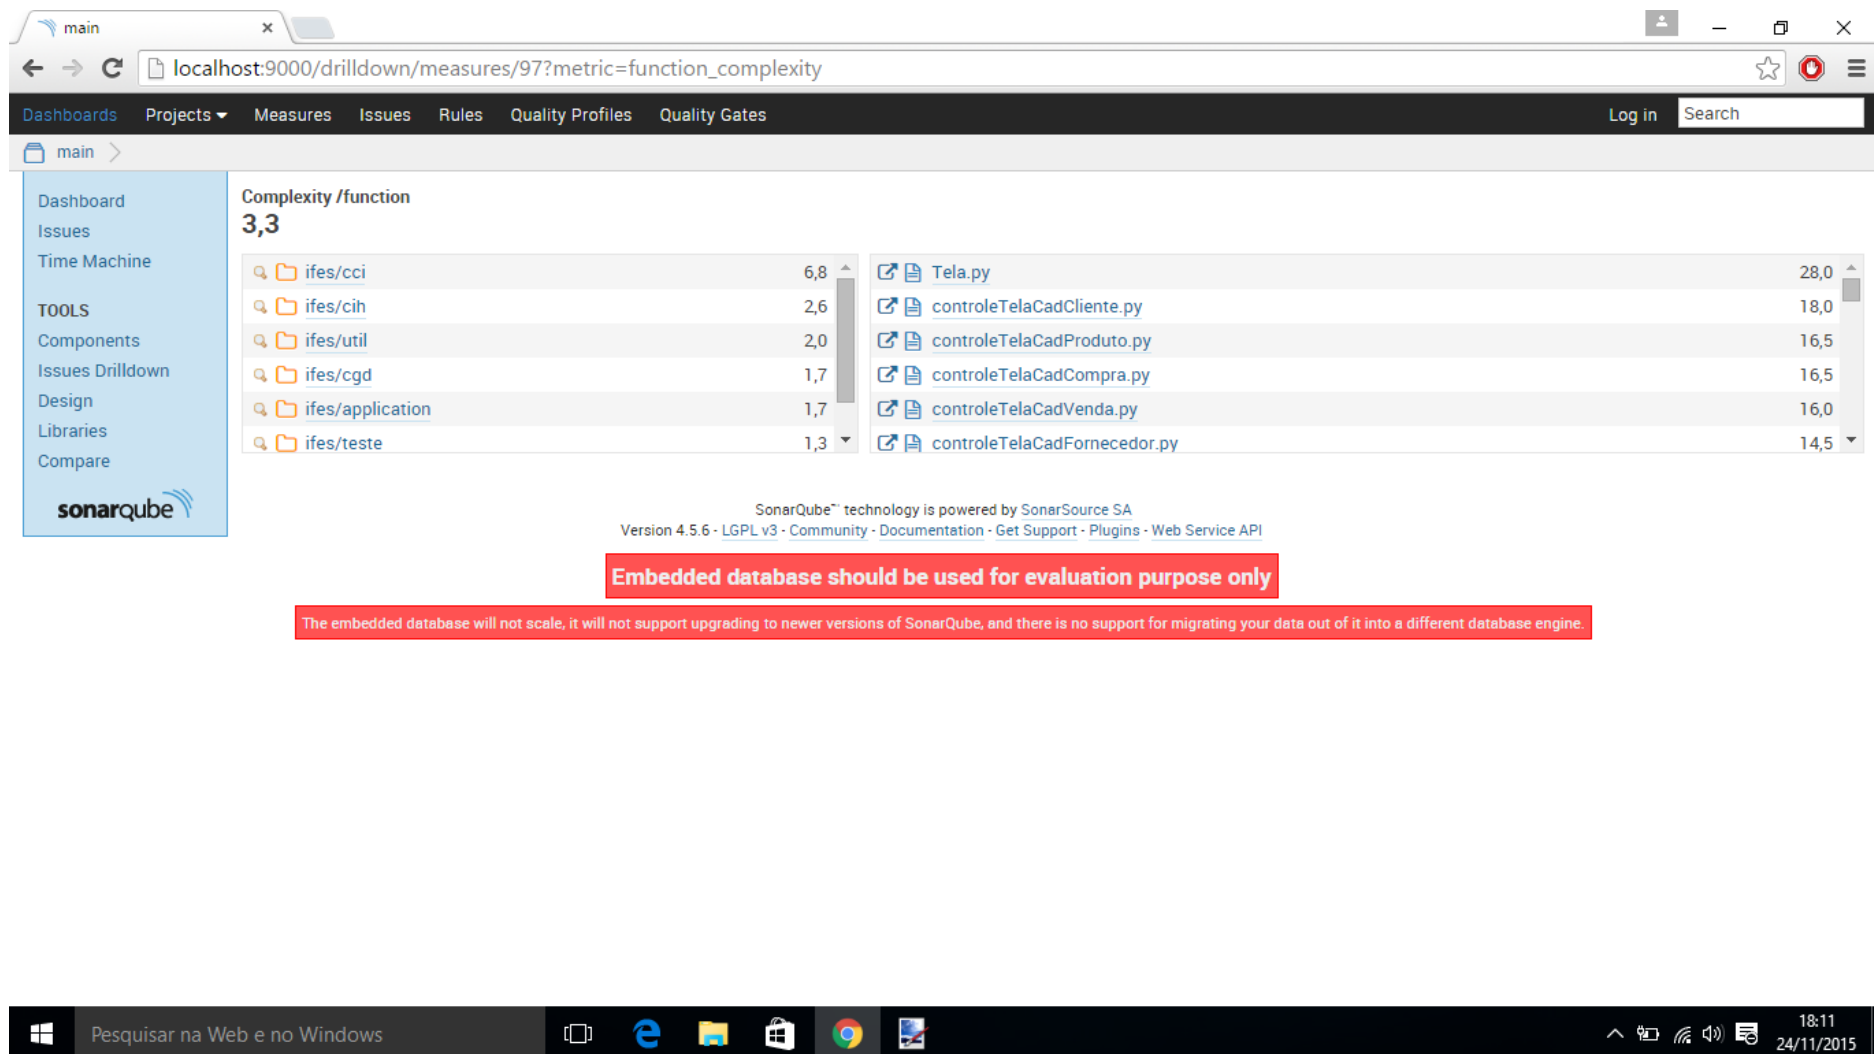 main
localhost:9000/drilldown/measures/97?metric=function_complexity
Dashboards Projects Measures Issues Rules Quality Profiles Quality Gates Log in Search
main
Dashboard
Issues
Time Machine
TOOLS
Components
Issues Drilldown
Design
Libraries
Compare
sonarqube
Complexity /function
3,3
ifes/cci 6,8
ifes/cih 2,6
ifes/util 2,0
ifes/cgd 1,7
ifes/application 1,7
ifes/teste 1,3
Tela.py 28,0
controleTelaCadCliente.py 18,0
controleTelaCadProduto.py 16,5
controleTelaCadCompra.py 16,5
controleTelaCadVenda.py 16,0
controleTelaCadFornecedor.py 14,5
SonarQube™ technology is powered by SonarSource SA
Version 4.5.6 - LGPL v3 - Community - Documentation - Get Support - Plugins - Web Service API
Embedded database should be used for evaluation purpose only
The embedded database will not scale, it will not support upgrading to newer versions of SonarQube, and there is no support for migrating your data out of it into a different database engine.
Pesquisar na Web e no Windows
18:11
24/11/2015